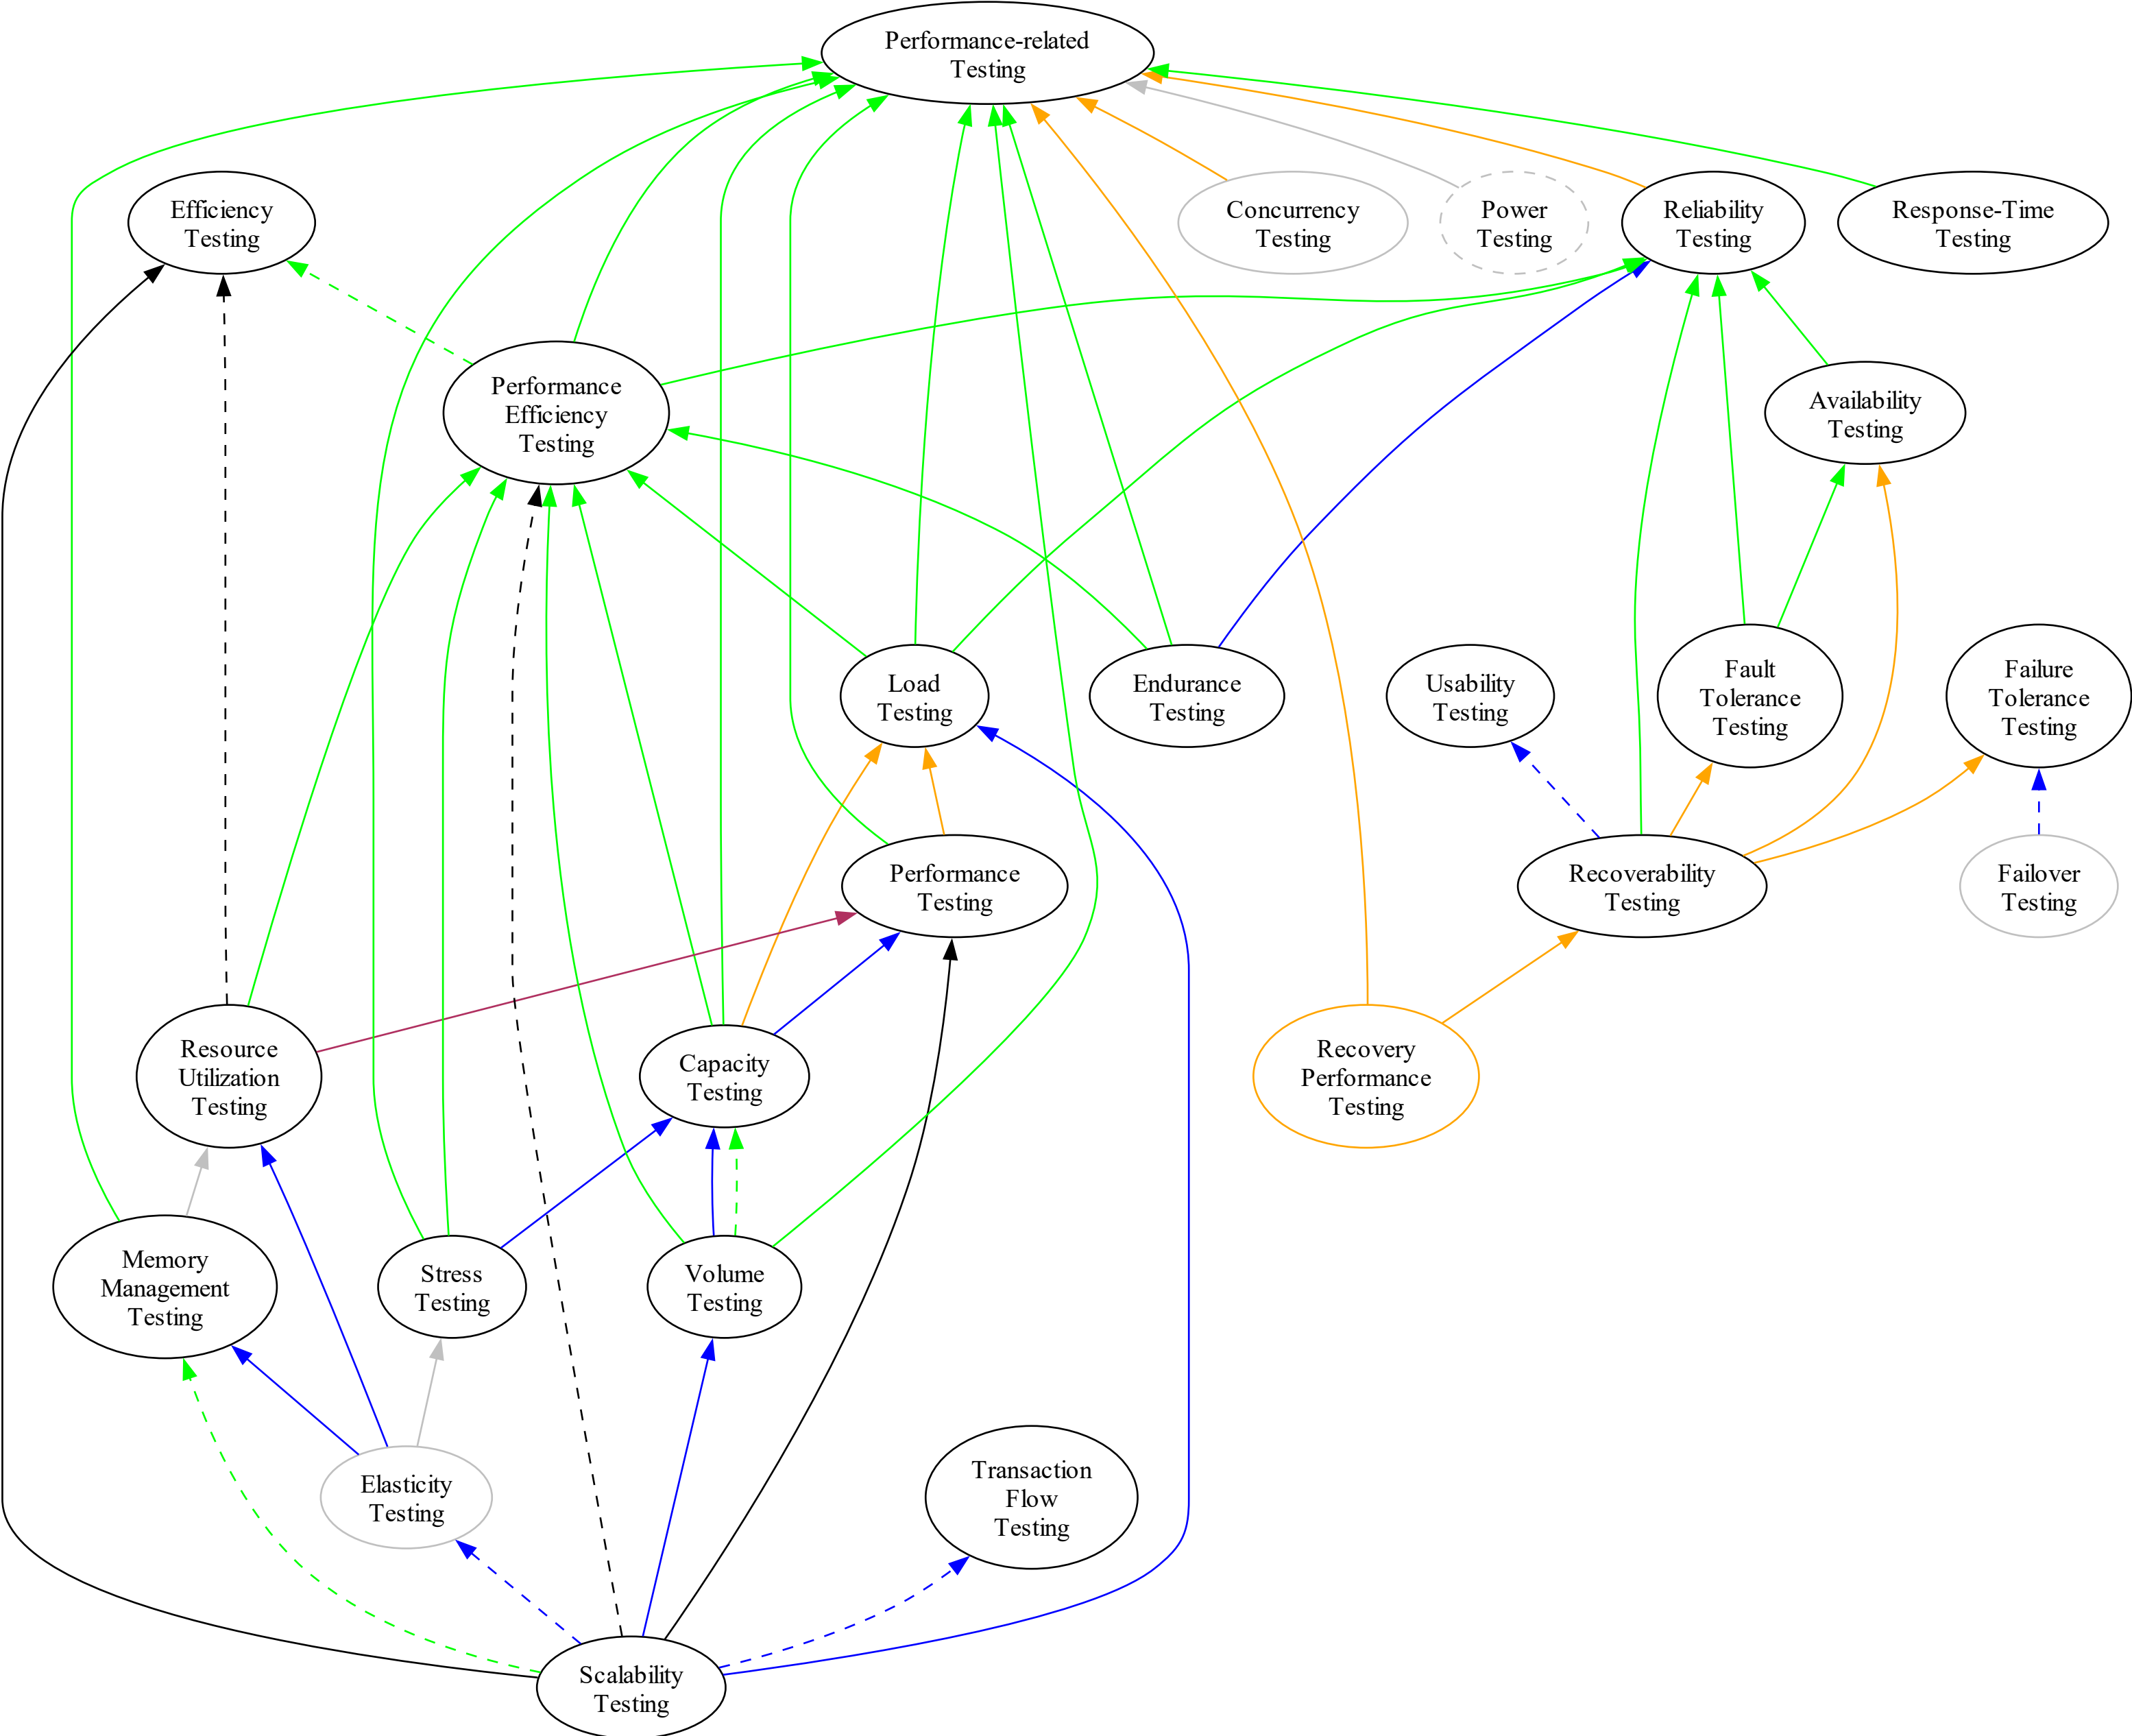 Performance-related
Testing
Efficiency
Testing
Concurrency
Testing
Power
Testing
Reliability
Testing
Response-Time
Testing
Performance
Efficiency
Testing
Availability
Testing
Load
Testing
Endurance
Testing
Usability
Testing
Fault
Tolerance
Testing
Failure
Tolerance
Testing
Performance
Testing
Recoverability
Testing
Failover
Testing
Resource
Utilization
Testing
Capacity
Testing
Recovery
Performance
Testing
Memory
Management
Testing
Stress
Testing
Volume
Testing
Elasticity
Testing
Transaction
Flow
Testing
Scalability
Testing